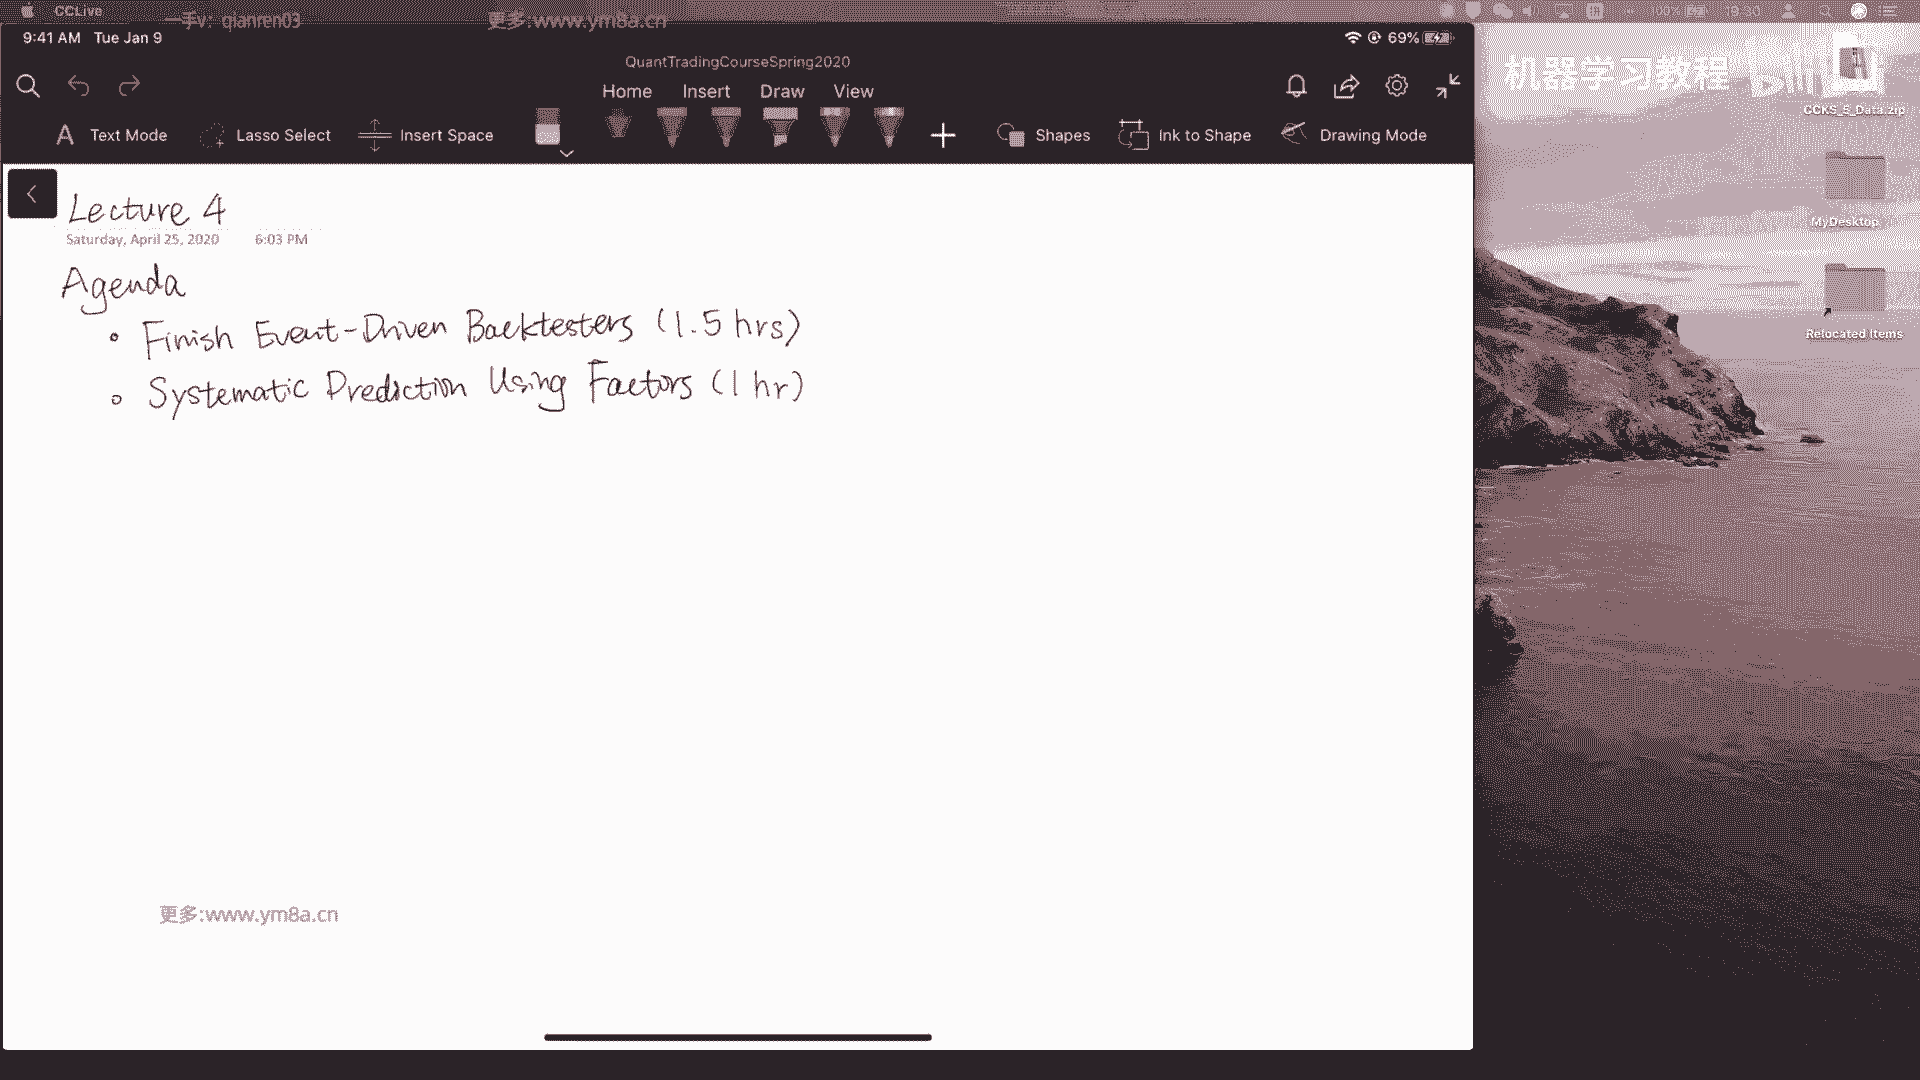 CCLive
一手v：qianren03
更多:www.ym8a.cn
100%
19:30
9:41 AM Tue Jan 9
69%
QuantTradingCourseSpring2020
Home Insert Draw View
Text Mode Lasso Select Insert Space Shapes Ink to Shape Drawing Mode
机器学习教程
CCKS_5_Data.zip
MyDesktop
Relocated Items
Lecture 4
Saturday, April 25, 2020 6:03 PM
Agenda
Finish Event-Driven Backtesters (1.5 hrs)
Systematic Prediction Using Factors (1 hr)
更多:www.ym8a.cn